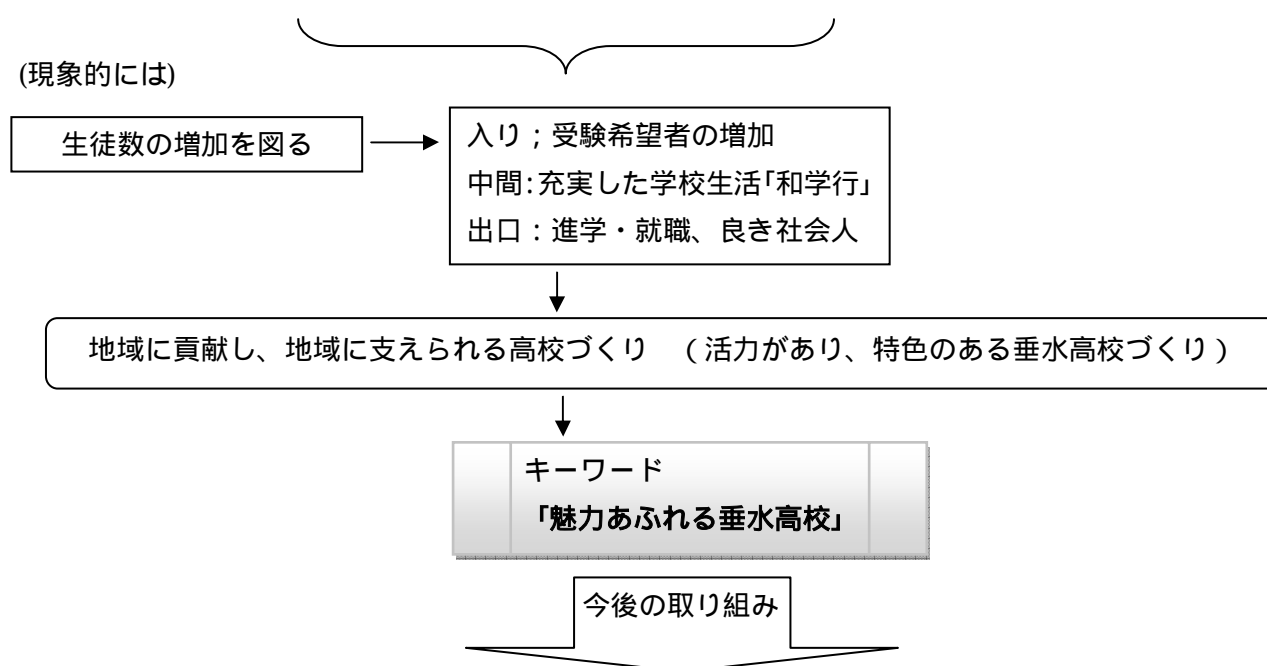 (現象的には)
生徒数の増加を図る
入り；受験希望者の増加
中間：充実した学校生活「和学行」
出口：進学・就職、良き社会人
地域に貢献し、地域に支えられる高校づくり　（活力があり、特色のある垂水高校づくり）
キーワード
「魅力あふれる垂水高校」
今後の取り組み